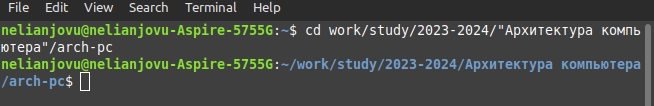 File Edit View Search Terminal Help
nelianjovu@nelianjovu-Aspire-5755G:~$ cd work/study/2023-2024/"Архитектура компь
ютера"/arch-pc
nelianjovu@nelianjovu-Aspire-5755G:~/work/study/2023-2024/Архитектура компьютера
/arch-pc$